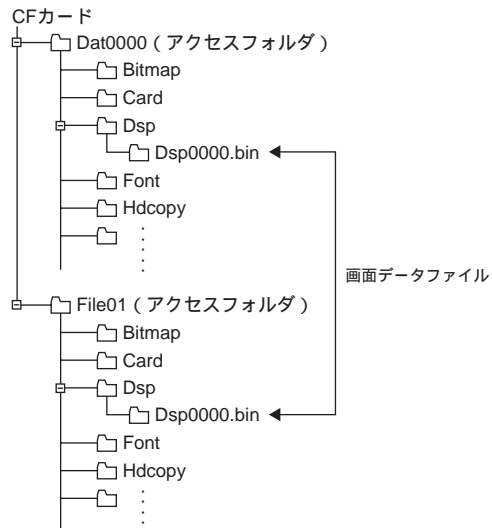 CFカード
Dat0000（アクセスフォルダ）
Bitmap
Card
Dsp
Dsp0000.bin
Font
Hdcopy
画面データファイル
File01（アクセスフォルダ）
Bitmap
Card
Dsp
Dsp0000.bin
Font
Hdcopy